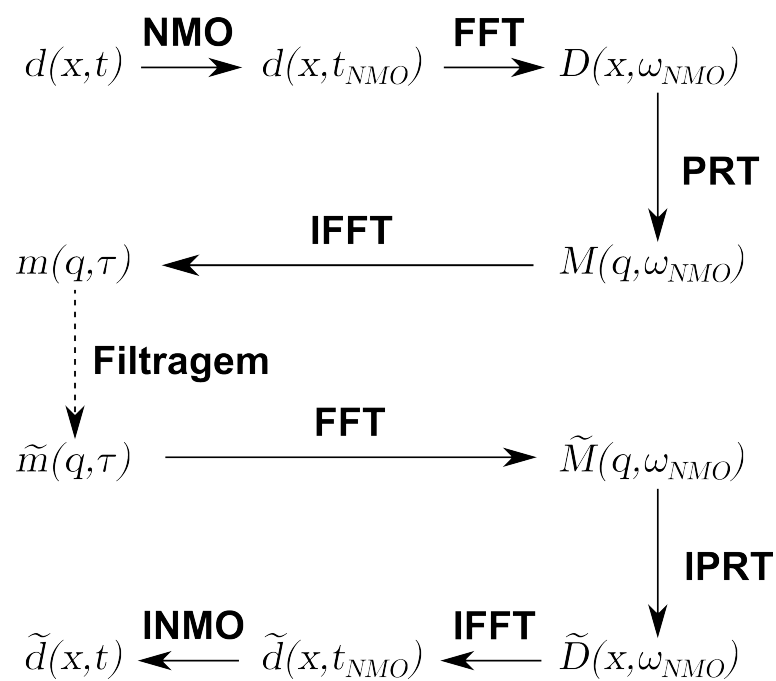 NMO FFT
d(x,t) d(x,t_NMO) D(x,ω_NMO)
PRT
IFFT
m(q,τ) M(q,ω_NMO)
Filtragem
FFT
m̃(q,τ) M̃(q,ω_NMO)
IPRT
INMO IFFT
d̃(x,t) d̃(x,t_NMO) D̃(x,ω_NMO)